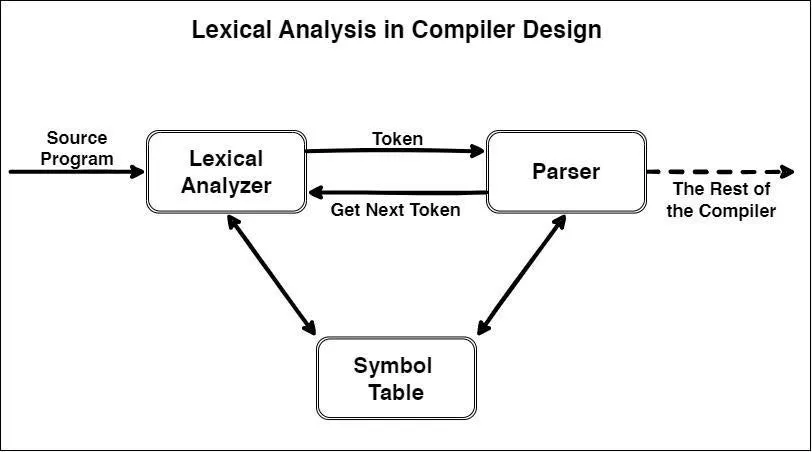 Lexical Analysis in Compiler Design
Source
Program
Lexical
Analyzer
Token
Get Next Token
Parser
The Rest of
the Compiler
Symbol
Table